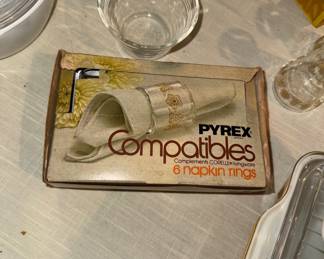 PYREX
Compatibles
Complements CORELLE Livingware
6 napkin rings